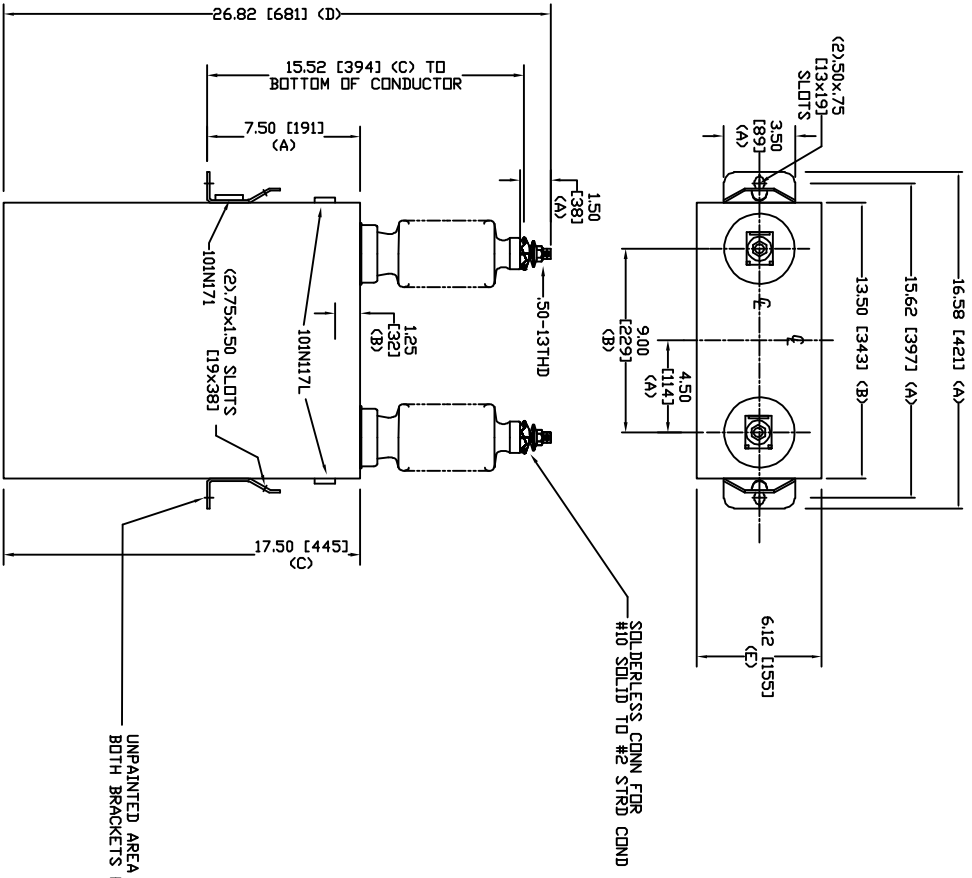 26.82 [681] (D)
15.52 [394] (C) TO
BOTTOM OF CONDUCTOR
7.50 [191]
(A)
1.50
[38]
(A)
.50-13THD
101N171
(2).75x1.50 SLOTS
[19x38]
1.25
[32]
(B)
101N117L
17.50 [445]
(C)
SOLDERLESS CONN FOR
#10 SOLID TO #2 STRD COND
UNPAINTED AREA
BOTH BRACKETS
(2).50x.75
[13x19]
SLOTS
3.50
[89]
(A)
16.58 [421] (A)
15.62 [397] (A)
13.50 [343] (B)
CL
CL
9.00
[229]
(B)
4.50
[114]
(A)
6.12 [155]
(E)